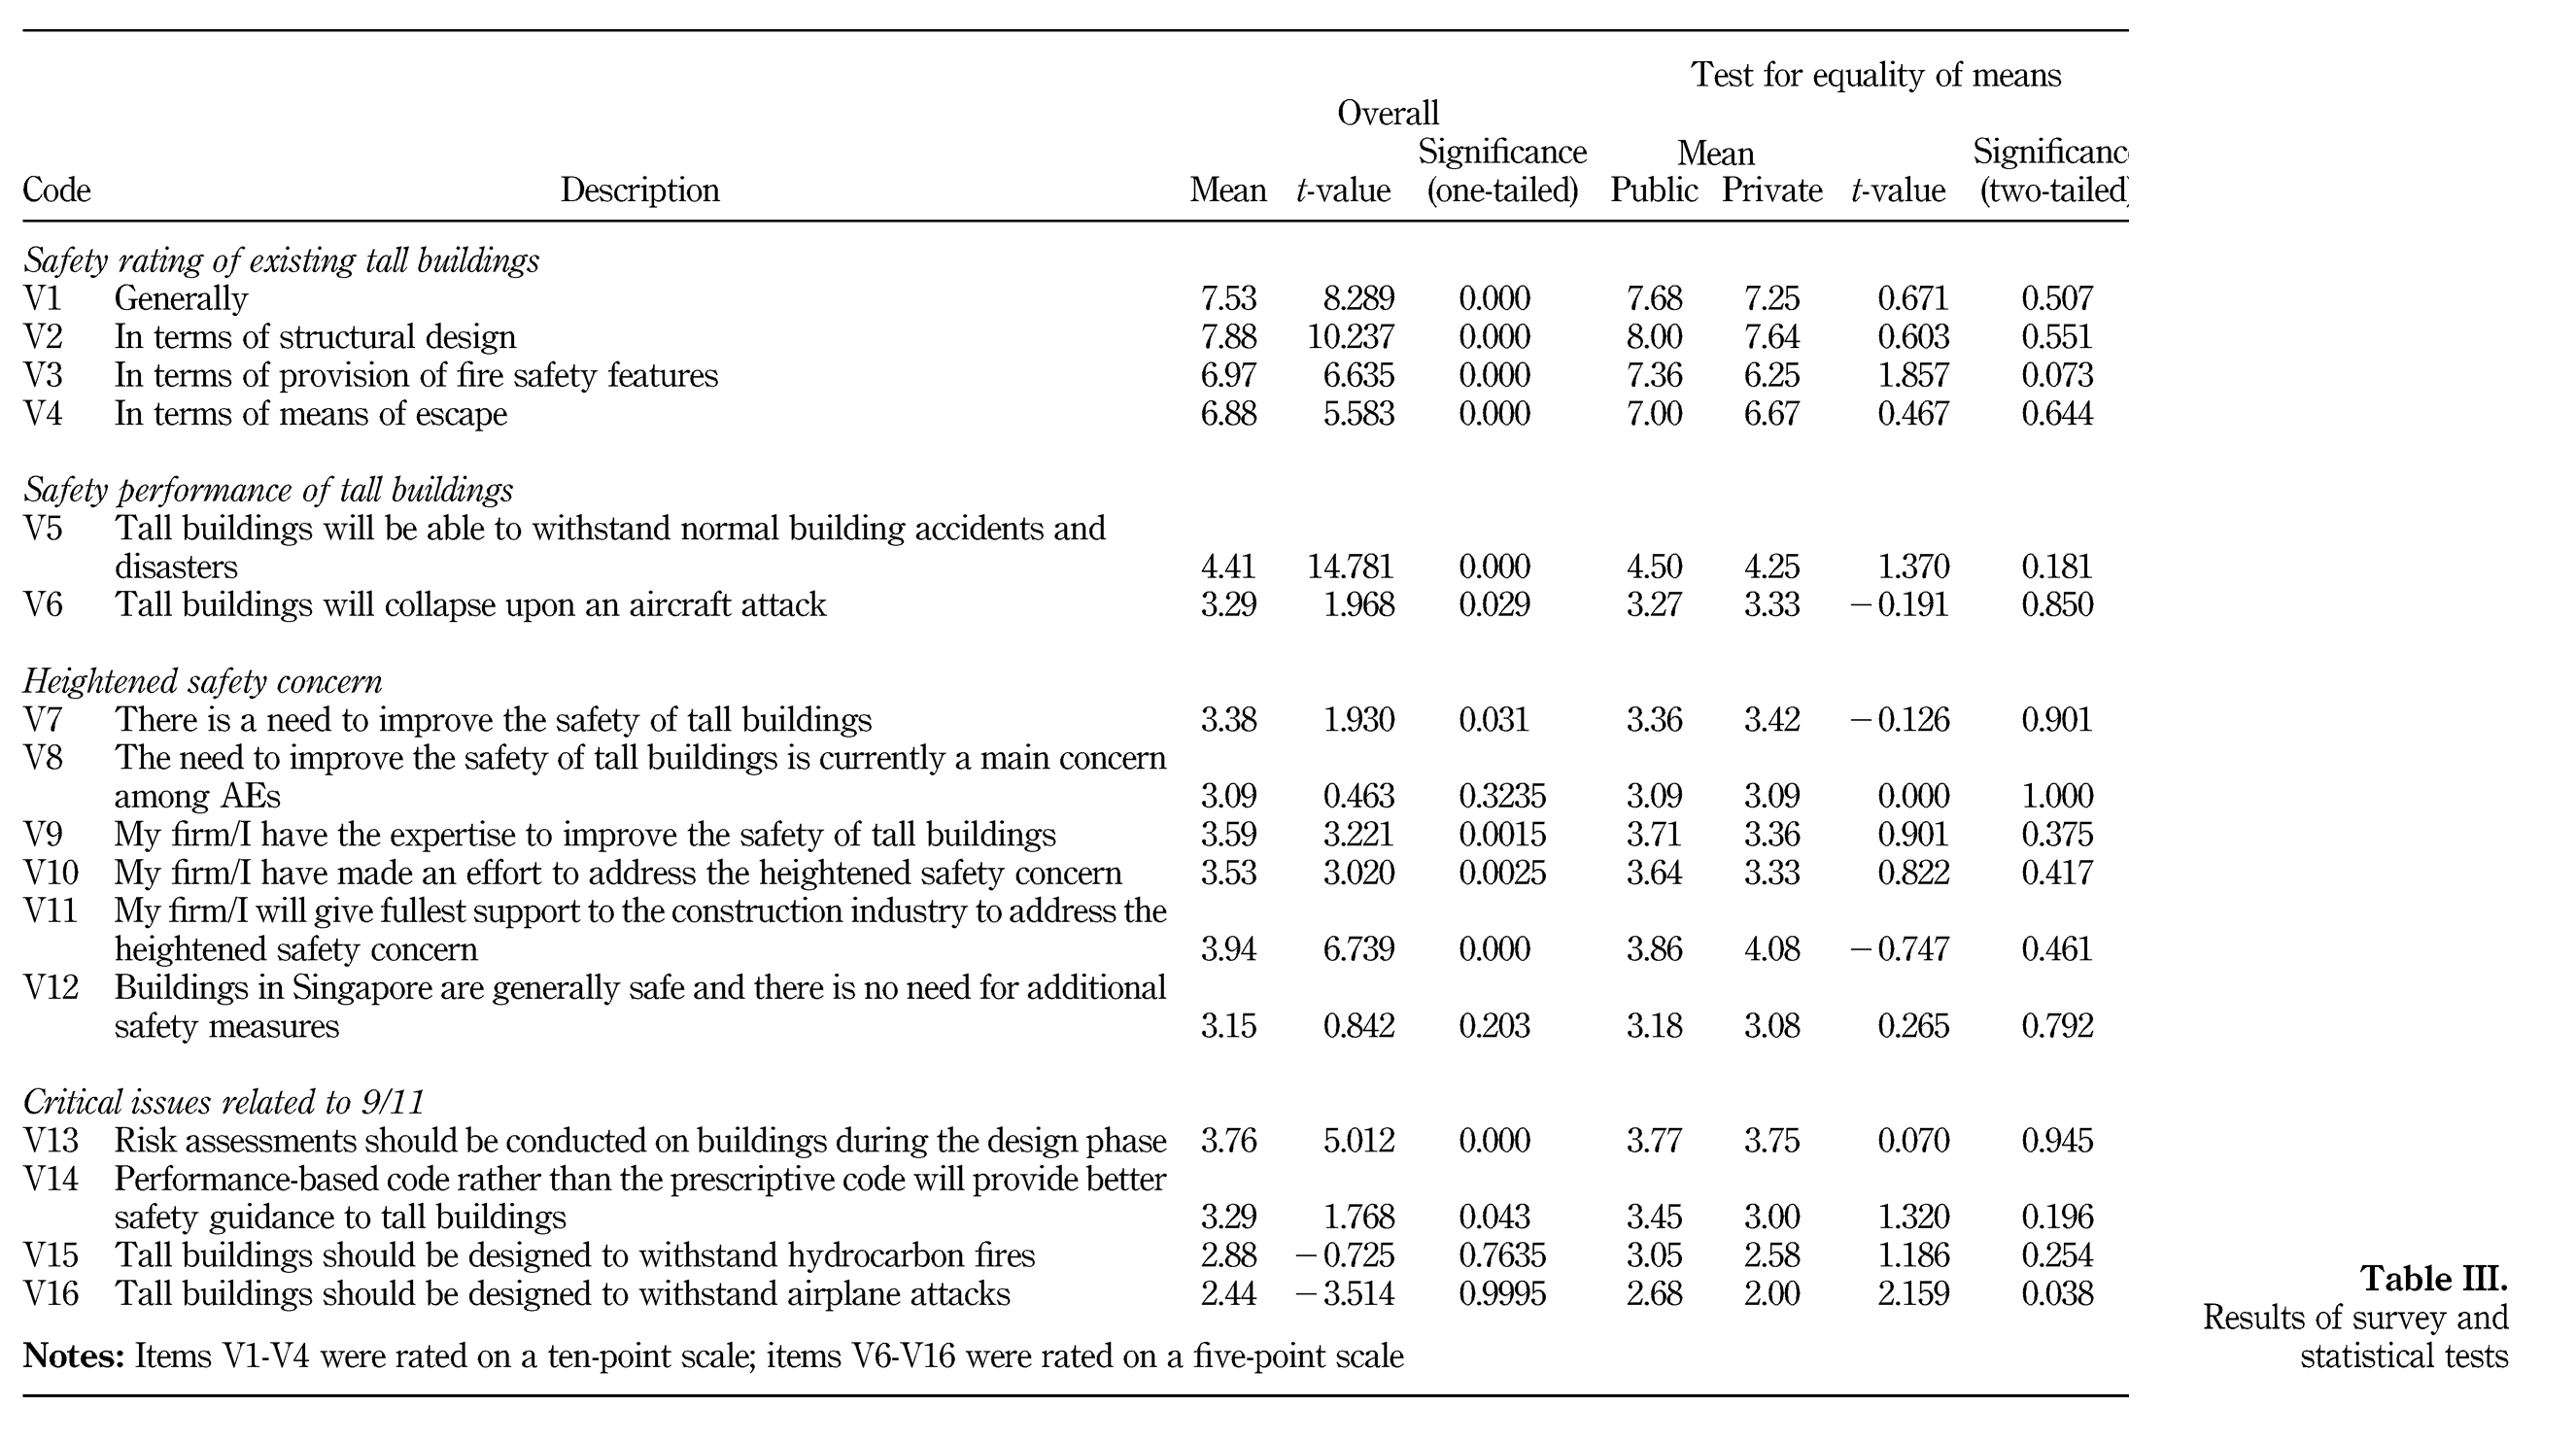 Test for equality of means
Overall
Significance Mean Significanc
Code Description Mean t-value (one-tailed) Public Private t-value (two-tailed)
Safety rating of existing tall buildings
V1 Generally 7.53 8.289 0.000 7.68 7.25 0.671 0.507
V2 In terms of structural design 7.88 10.237 0.000 8.00 7.64 0.603 0.551
V3 In terms of provision of fire safety features 6.97 6.635 0.000 7.36 6.25 1.857 0.073
V4 In terms of means of escape 6.88 5.583 0.000 7.00 6.67 0.467 0.644
Safety performance of tall buildings
V5 Tall buildings will be able to withstand normal building accidents and
disasters 4.41 14.781 0.000 4.50 4.25 1.370 0.181
V6 Tall buildings will collapse upon an aircraft attack 3.29 1.968 0.029 3.27 3.33 −0.191 0.850
Heightened safety concern
V7 There is a need to improve the safety of tall buildings 3.38 1.930 0.031 3.36 3.42 −0.126 0.901
V8 The need to improve the safety of tall buildings is currently a main concern
among AEs 3.09 0.463 0.3235 3.09 3.09 0.000 1.000
V9 My firm/I have the expertise to improve the safety of tall buildings 3.59 3.221 0.0015 3.71 3.36 0.901 0.375
V10 My firm/I have made an effort to address the heightened safety concern 3.53 3.020 0.0025 3.64 3.33 0.822 0.417
V11 My firm/I will give fullest support to the construction industry to address the
heightened safety concern 3.94 6.739 0.000 3.86 4.08 −0.747 0.461
V12 Buildings in Singapore are generally safe and there is no need for additional
safety measures 3.15 0.842 0.203 3.18 3.08 0.265 0.792
Critical issues related to 9/11
V13 Risk assessments should be conducted on buildings during the design phase 3.76 5.012 0.000 3.77 3.75 0.070 0.945
V14 Performance-based code rather than the prescriptive code will provide better
safety guidance to tall buildings 3.29 1.768 0.043 3.45 3.00 1.320 0.196
V15 Tall buildings should be designed to withstand hydrocarbon fires 2.88 −0.725 0.7635 3.05 2.58 1.186 0.254
V16 Tall buildings should be designed to withstand airplane attacks 2.44 −3.514 0.9995 2.68 2.00 2.159 0.038
Notes: Items V1-V4 were rated on a ten-point scale; items V6-V16 were rated on a five-point scale
Table III.
Results of survey and
statistical tests